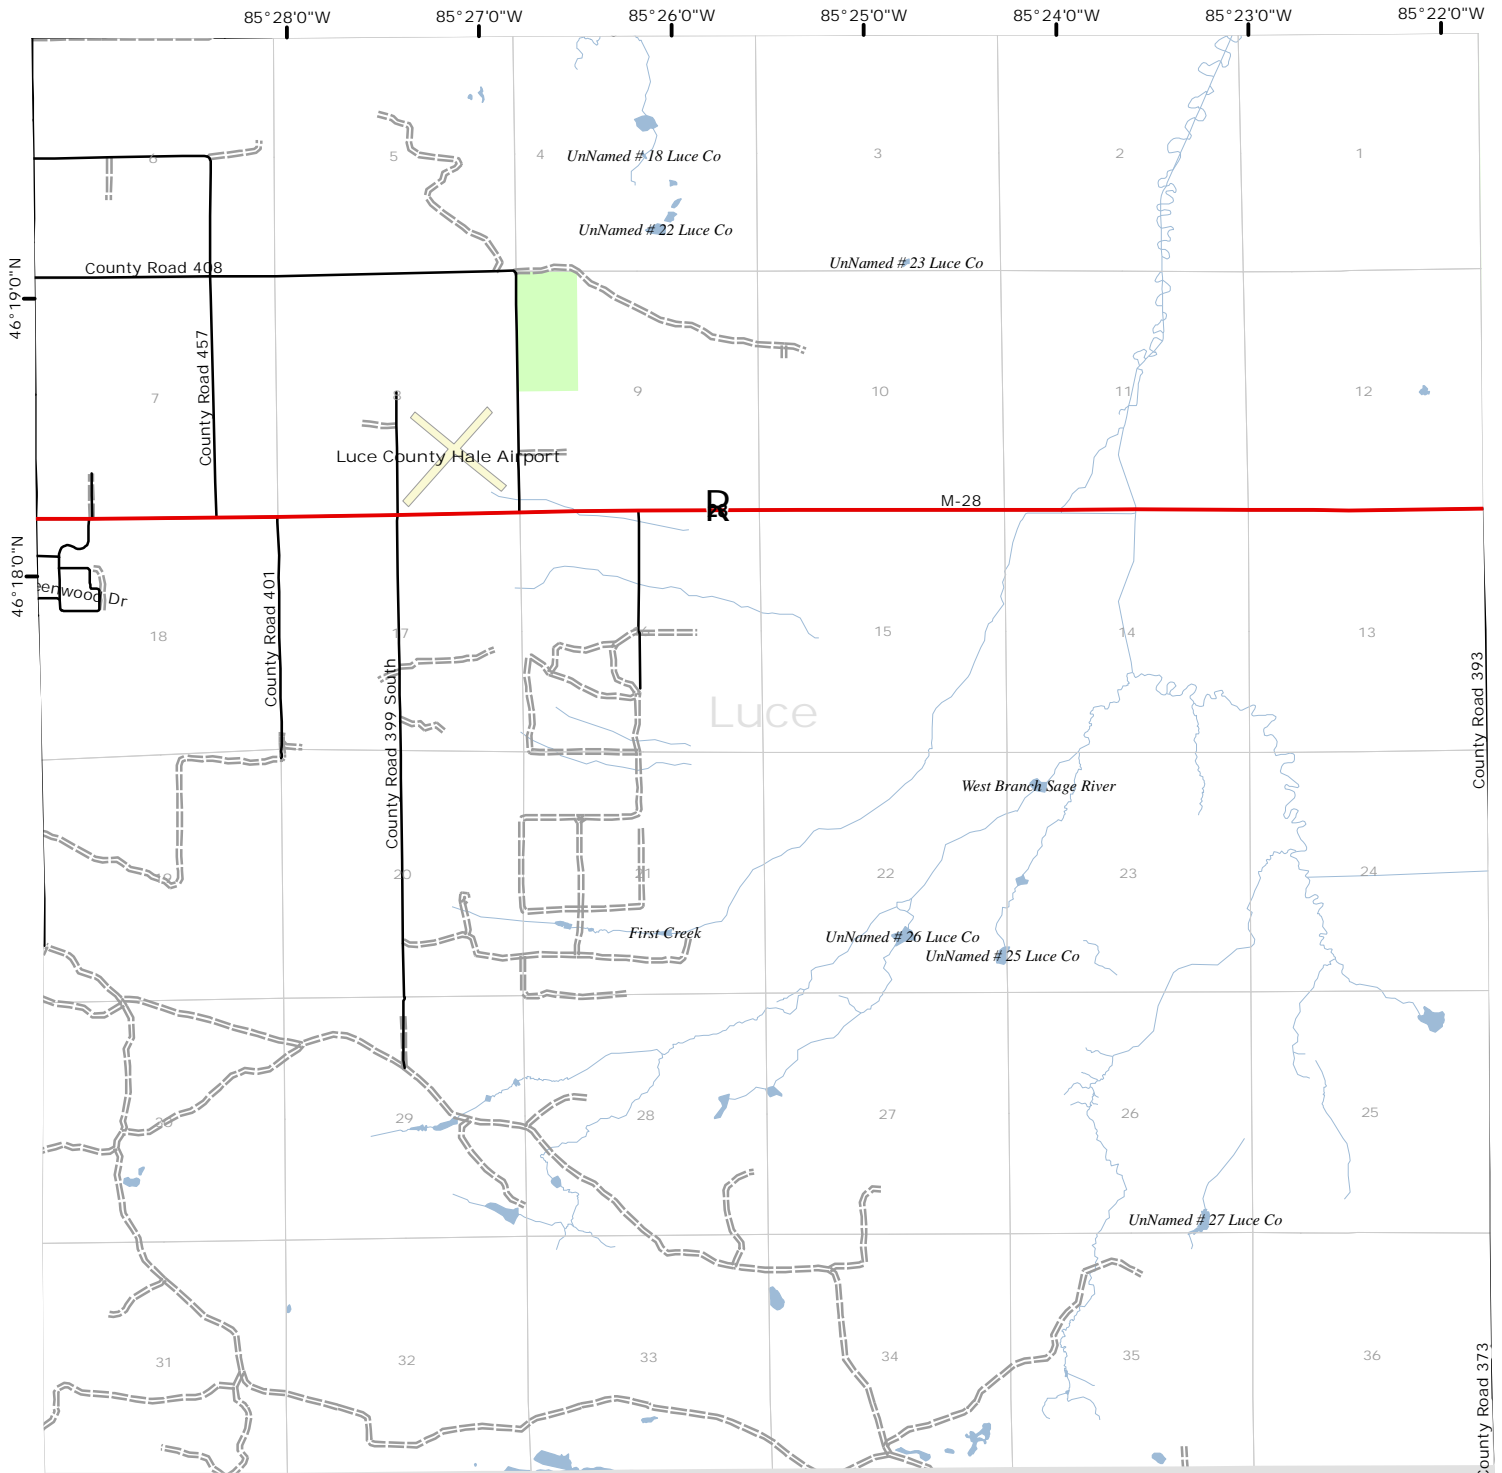 85°28'0"W 85°27'0"W 85°26'0"W 85°25'0"W 85°24'0"W 85°23'0"W 85°22'0"W
6 5 4 3 2 1
UnNamed # 18 Luce Co
UnNamed # 22 Luce Co
UnNamed # 23 Luce Co
County Road 408
46°19'0"N
County Road 457
7 8 9 10 11 12
Luce County Hale Airport
M-28
R
28
46°18'0"N
eenwood Dr
County Road 401
18 17 15 14 13
County Road 399 South
Luce
County Road 393
West Branch Sage River
19 20 21 22 23 24
First Creek
UnNamed # 26 Luce Co
UnNamed # 25 Luce Co
30 29 28 27 26 25
UnNamed # 27 Luce Co
31 32 33 34 35 36
County Road 373